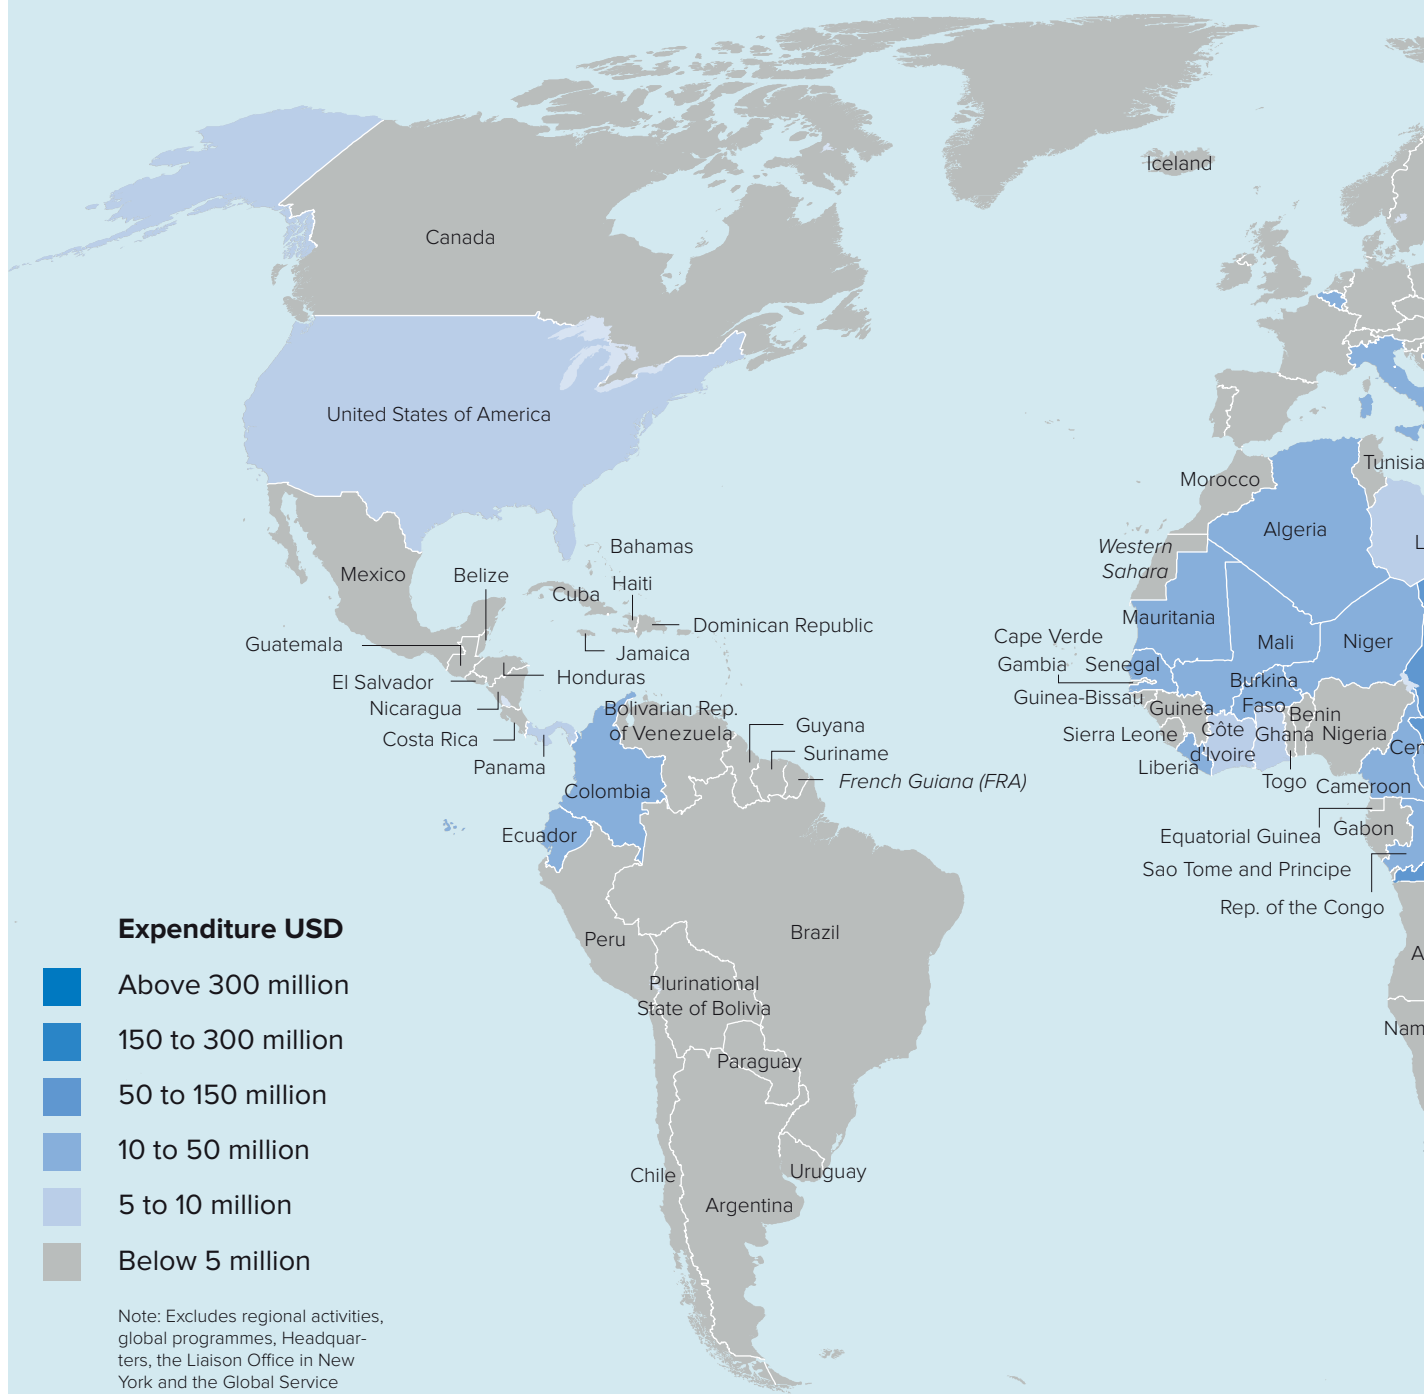 Iceland
Canada
United States of America
Morocco
Tunisia
Algeria
L
Western
Sahara
Bahamas
Mexico
Belize
Cuba
Haiti
Dominican Republic
Jamaica
Guatemala
El Salvador
Honduras
Nicaragua
Costa Rica
Panama
Mauritania
Mali
Niger
Cape Verde
Gambia
Senegal
Guinea-Bissau
Guinea
Burkina
Faso
Benin
Nigeria
Sierra Leone
Côte
d'Ivoire
Ghana
Liberia
Togo
Cameroon
Cen
Bolivarian Rep.
of Venezuela
Guyana
Suriname
French Guiana (FRA)
Colombia
Ecuador
Equatorial Guinea
Gabon
Sao Tome and Principe
Rep. of the Congo
Peru
Brazil
A
Plurinational
State of Bolivia
Nam
Paraguay
Chile
Uruguay
Argentina
Expenditure USD
Above 300 million
150 to 300 million
50 to 150 million
10 to 50 million
5 to 10 million
Below 5 million
Note: Excludes regional activities,
global programmes, Headquar-
ters, the Liaison Office in New
York and the Global Service